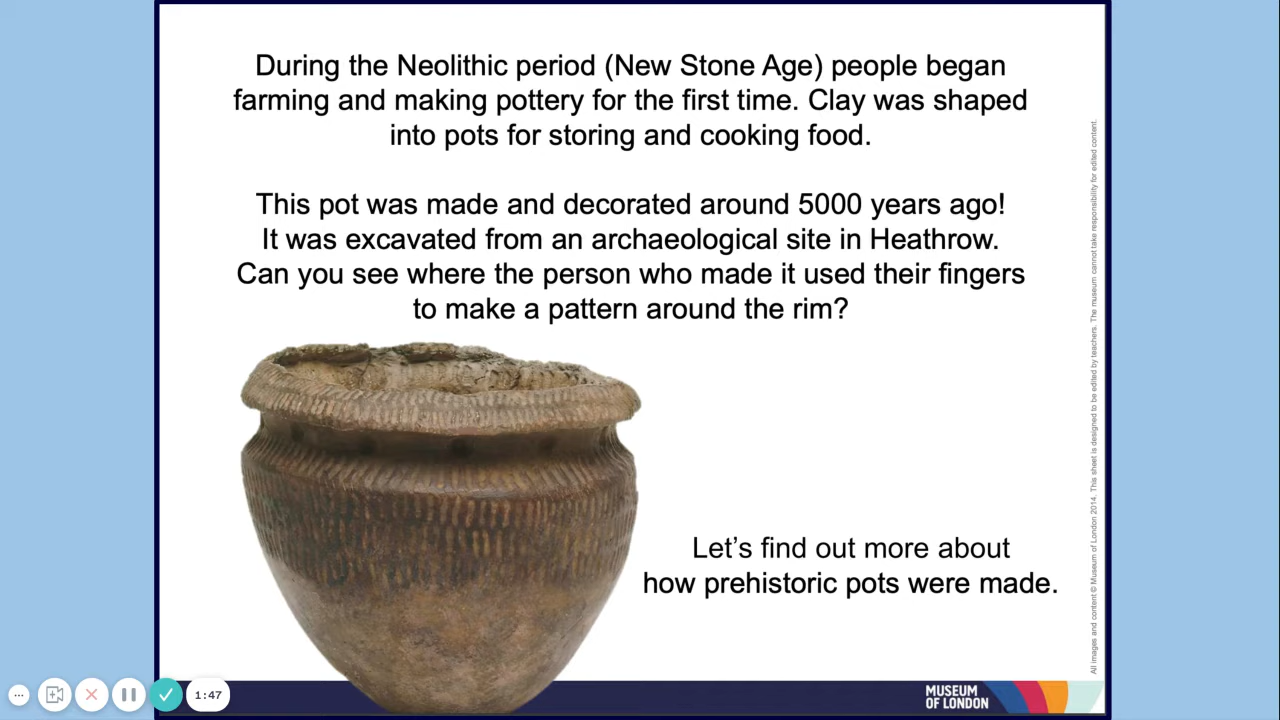 During the Neolithic period (New Stone Age) people began
farming and making pottery for the first time. Clay was shaped
into pots for storing and cooking food.
This pot was made and decorated around 5000 years ago!
It was excavated from an archaeological site in Heathrow.
Can you see where the person who made it used their fingers
to make a pattern around the rim?
Let's find out more about
how prehistoric pots were made.
All images and content © Museum of London 2014. This sheet is designed to be edited by teachers. The museum cannot take responsibility for edited content.
1:47
MUSEUM
OF LONDON